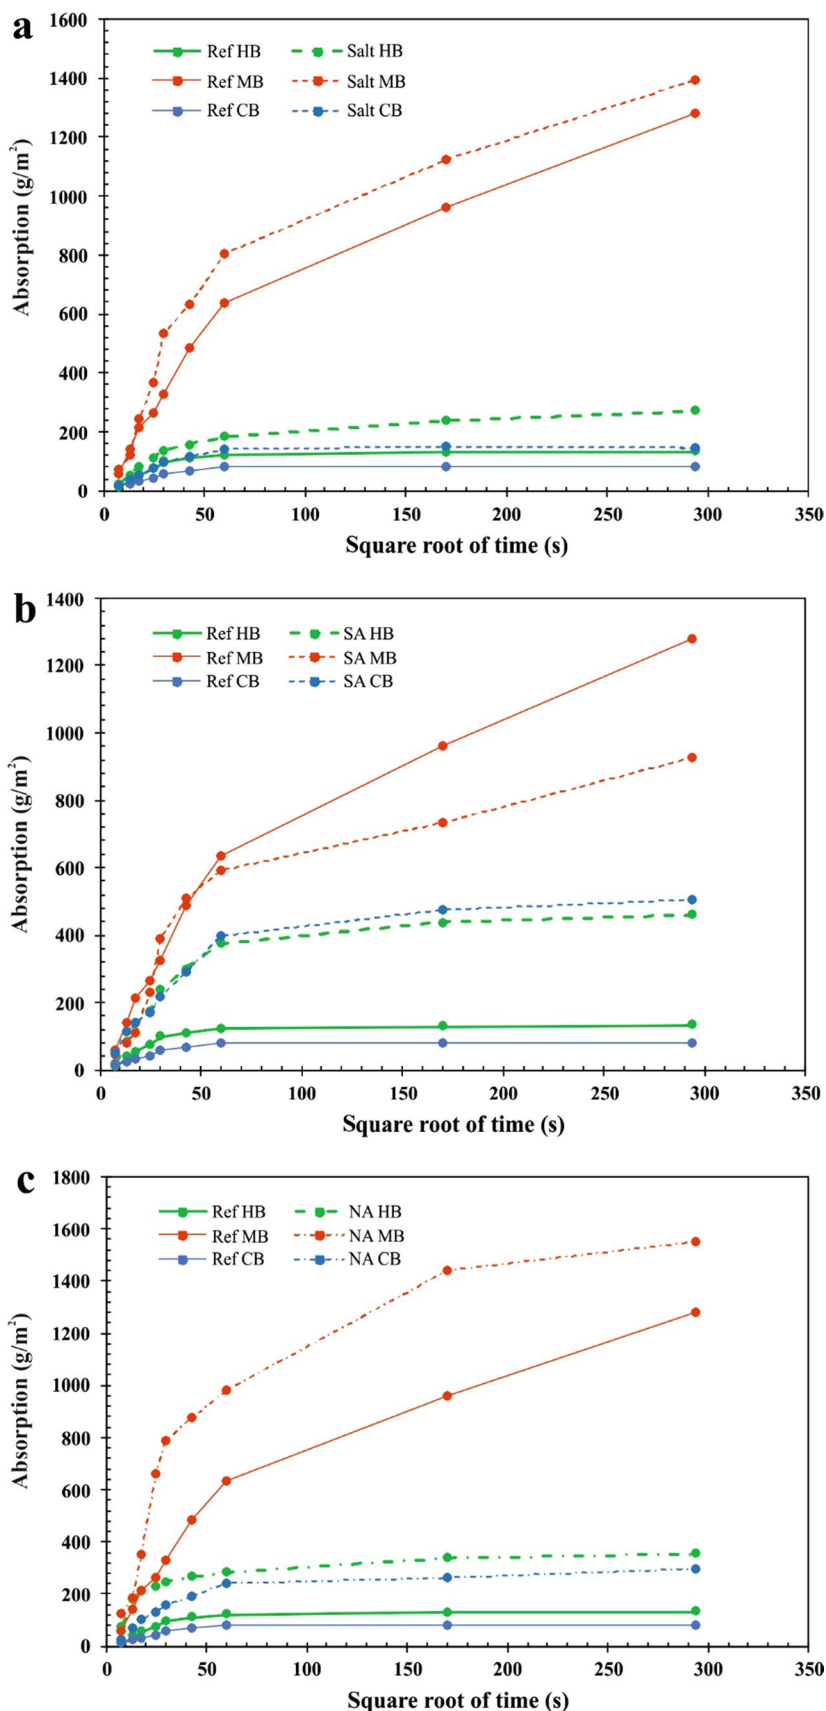 a
1600
1400
1200
1000
800
600
400
200
0
Absorption (g/m²)
Ref HB Salt HB
Ref MB Salt MB
Ref CB Salt CB
0 50 100 150 200 250 300 350
Square root of time (s)
b
1400
1200
1000
800
600
400
200
0
Absorption (g/m²)
Ref HB SA HB
Ref MB SA MB
Ref CB SA CB
0 50 100 150 200 250 300 350
Square root of time (s)
c
1800
1600
1400
1200
1000
800
600
400
200
0
Absorption (g/m²)
Ref HB NA HB
Ref MB NA MB
Ref CB NA CB
0 50 100 150 200 250 300 350
Square root of time (s)